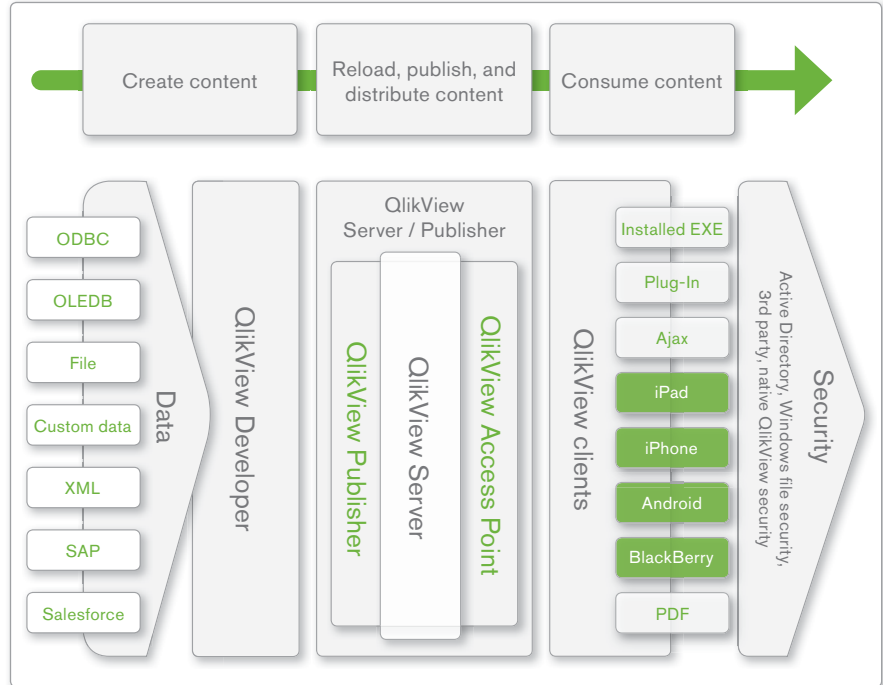 Create content
Reload, publish, and
distribute content
Consume content
ODBC
OLEDB
File
Custom data
XML
SAP
Salesforce
Data
QlikView Developer
QlikView
Server / Publisher
QlikView Publisher
QlikView Server
QlikView Access Point
QlikView clients
Installed EXE
Plug-In
Ajax
iPad
iPhone
Android
BlackBerry
PDF
Security
Active Directory, Windows file security,
3rd party, native QlikView security